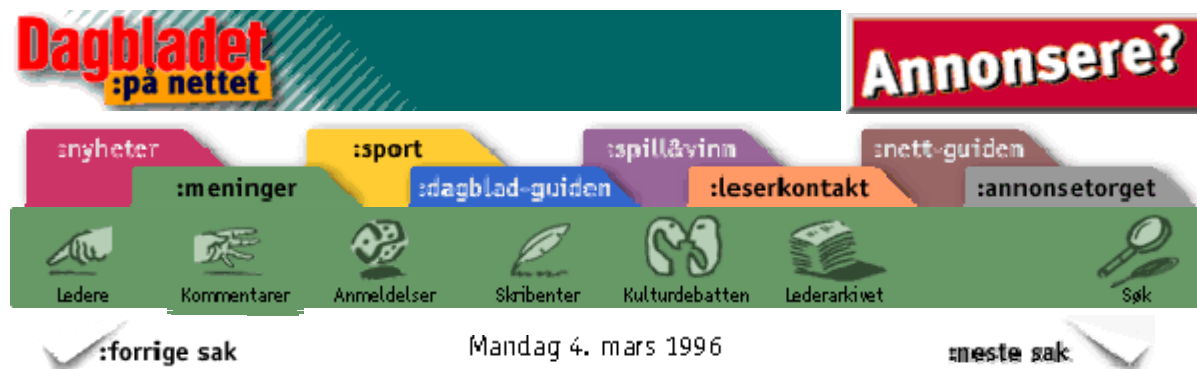 Dagbladet
:på nettet
Annonsere?
:nyheter :sport :spill&vinn :nett-guiden
:meninger :dagblad-guiden :leserkontakt :annonsetorget
Ledere Kommentarer Anmeldelser Skribenter Kulturdebatten Lederarkivet Søk
:forrige sak Mandag 4. mars 1996 :neste sak